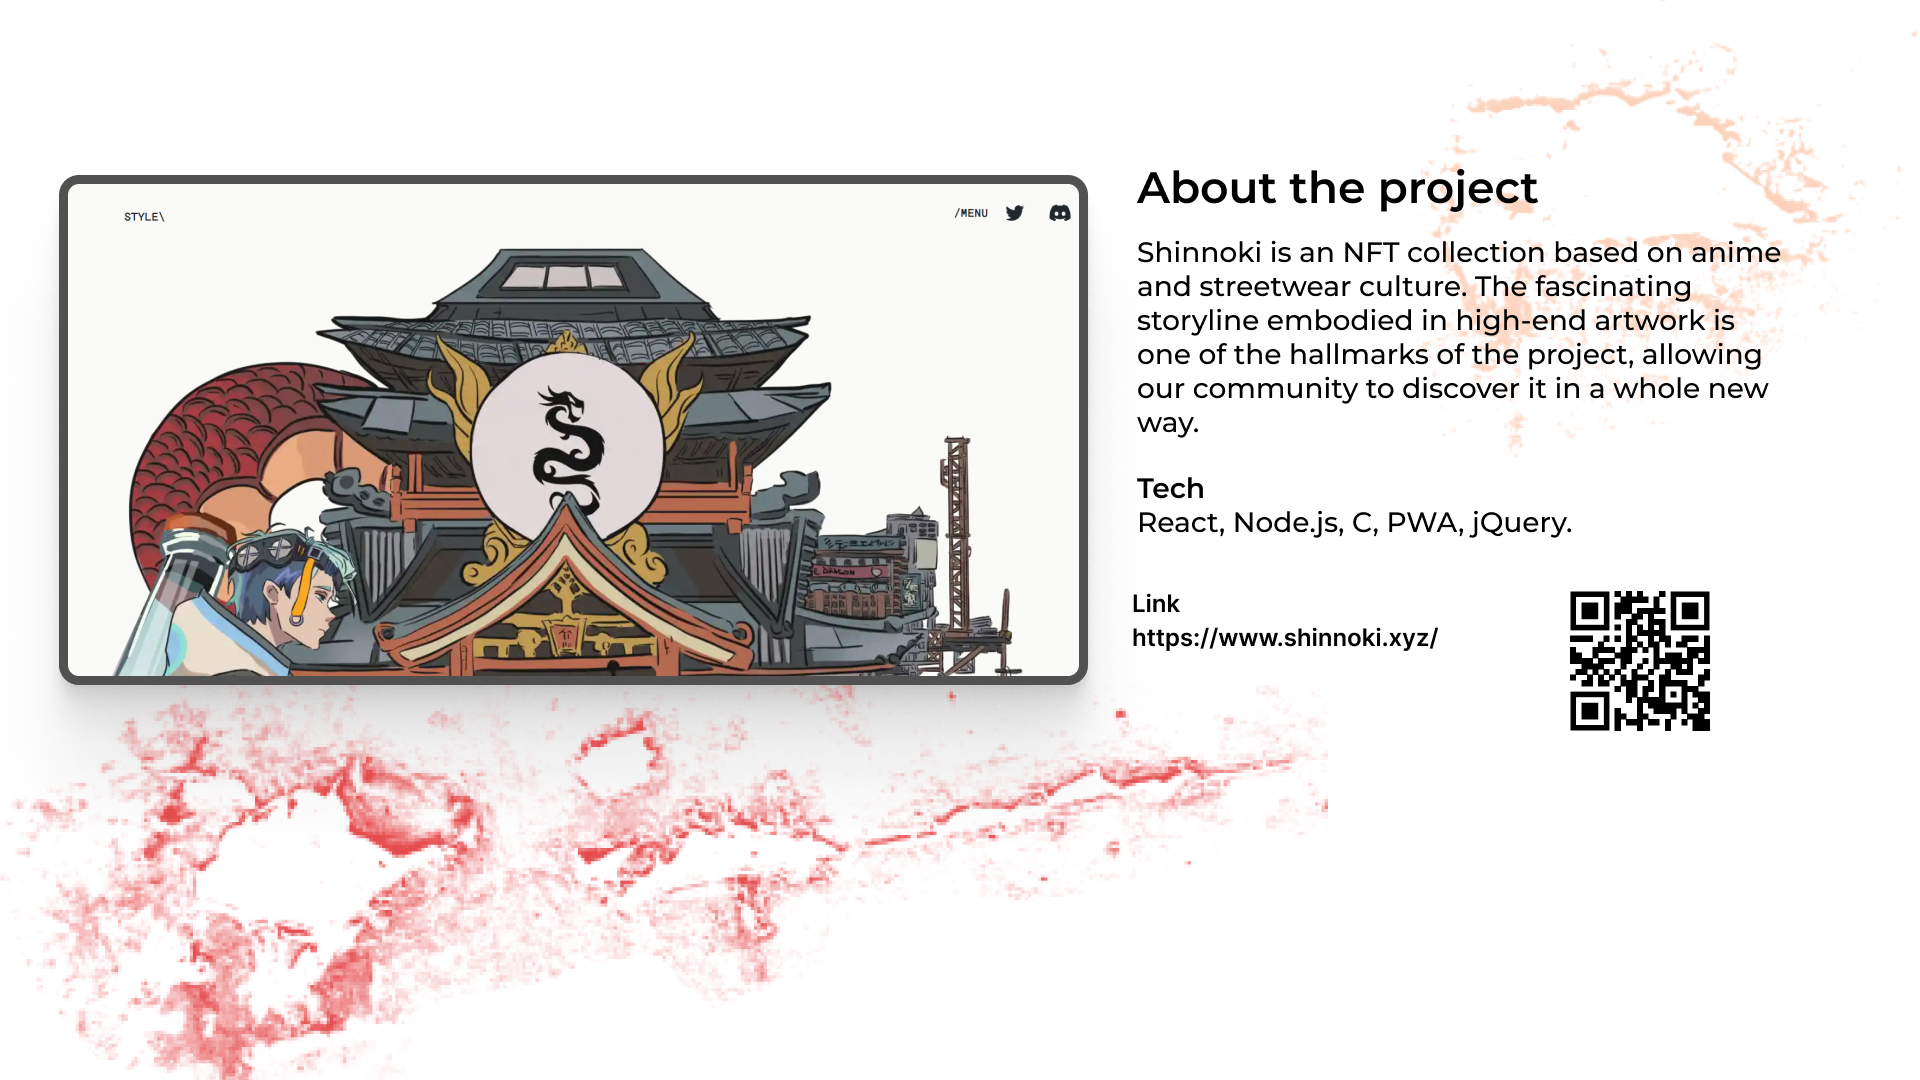 STYLE\
/MENU
DRAGON
About the project
Shinnoki is an NFT collection based on anime
and streetwear culture. The fascinating
storyline embodied in high-end artwork is
one of the hallmarks of the project, allowing
our community to discover it in a whole new
way.
Tech
React, Node.js, C, PWA, jQuery.
Link
https://www.shinnoki.xyz/